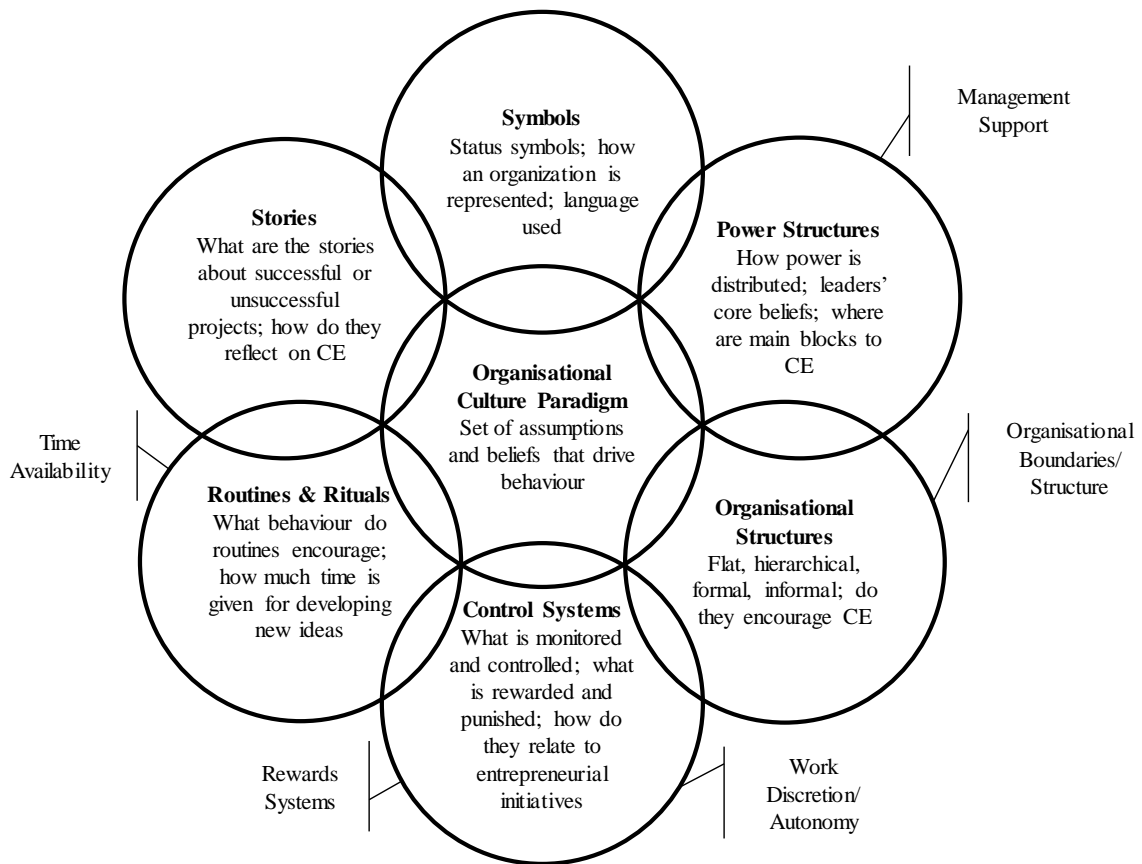 Symbols
Status symbols; how
an organization is
represented; language
used
Management
Support
Stories
What are the stories
about successful or
unsuccessful
projects; how do they
reflect on CE
Power Structures
How power is
distributed; leaders’
core beliefs; where
are main blocks to
CE
Organisational
Culture Paradigm
Set of assumptions
and beliefs that drive
behaviour
Time
Availability
Organisational
Boundaries/
Structure
Routines & Rituals
What behaviour do
routines encourage;
how much time is
given for developing
new ideas
Organisational
Structures
Flat, hierarchical,
formal, informal; do
they encourage CE
Control Systems
What is monitored
and controlled; what
is rewarded and
punished; how do
they relate to
entrepreneurial
initiatives
Rewards
Systems
Work
Discretion/
Autonomy